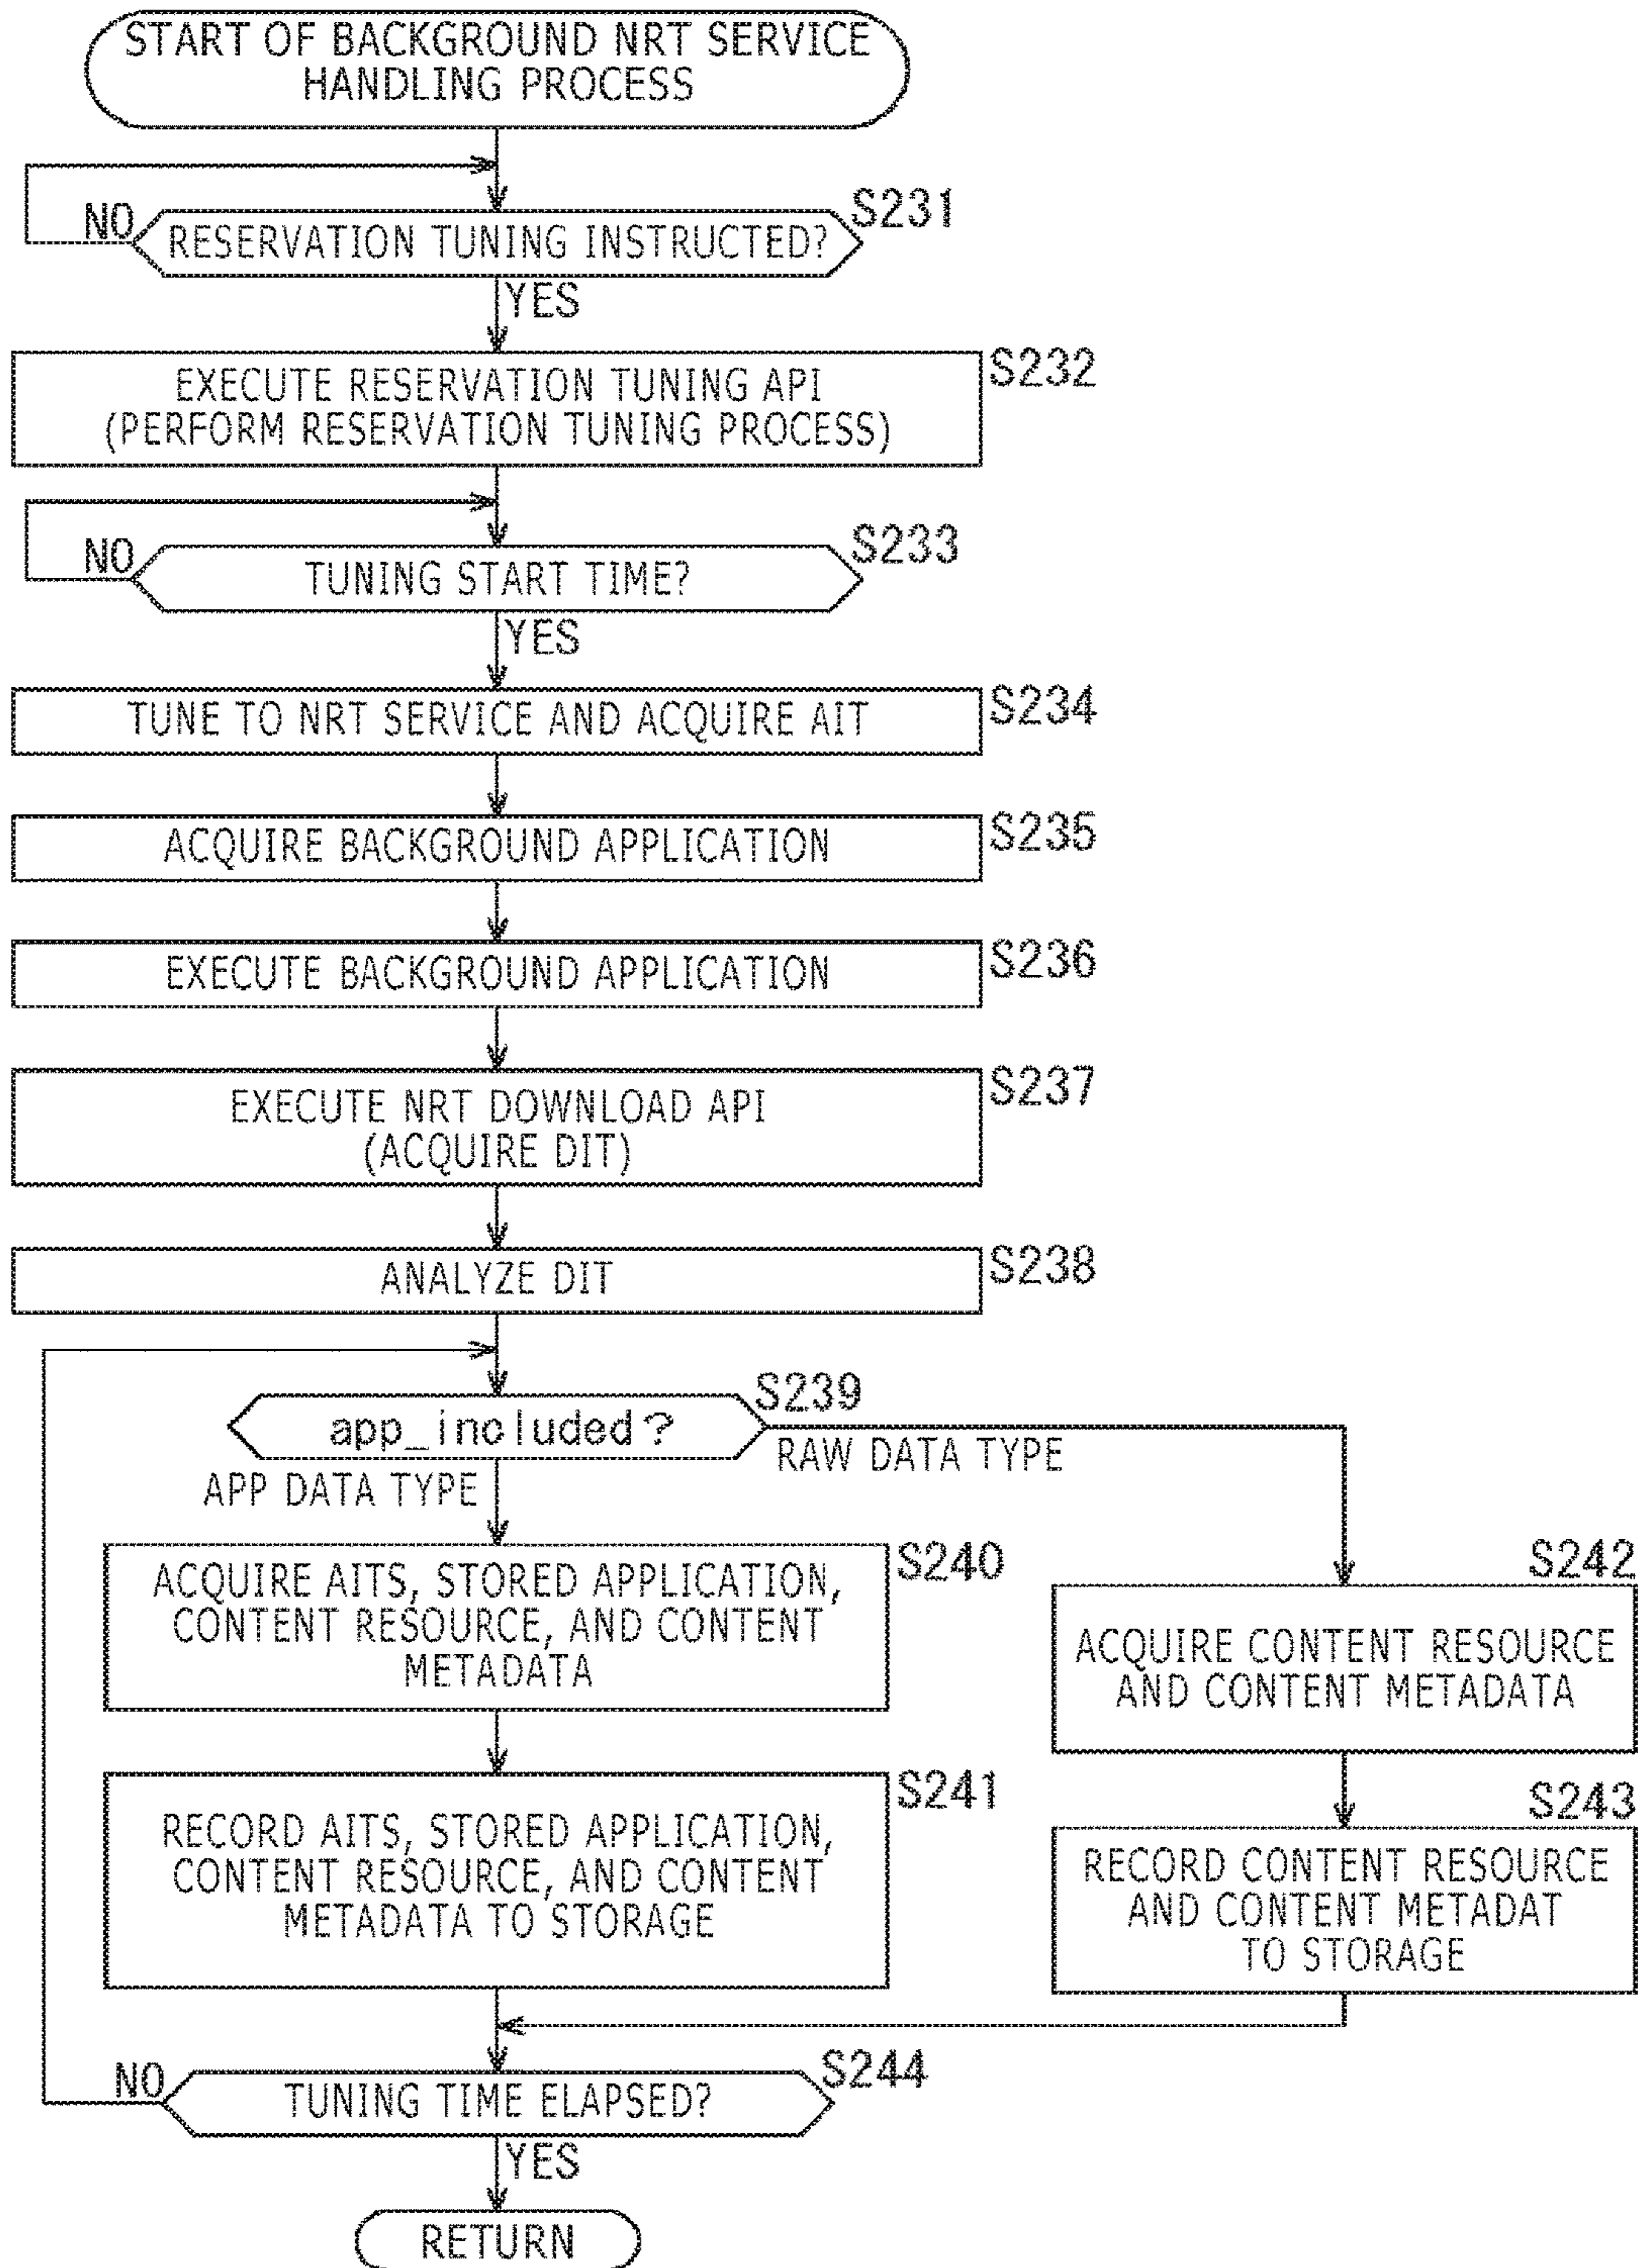 START OF BACKGROUND NRT SERVICE
HANDLING PROCESS
NO
S231
RESERVATION TUNING INSTRUCTED?
YES
S232
EXECUTE RESERVATION TUNING API
(PERFORM RESERVATION TUNING PROCESS)
NO
S233
TUNING START TIME?
YES
S234
TUNE TO NRT SERVICE AND ACQUIRE AIT
S235
ACQUIRE BACKGROUND APPLICATION
S236
EXECUTE BACKGROUND APPLICATION
S237
EXECUTE NRT DOWNLOAD API
(ACQUIRE DIT)
S238
ANALYZE DIT
S239
app_included?
RAW DATA TYPE
APP DATA TYPE
S240
ACQUIRE AITS, STORED APPLICATION,
CONTENT RESOURCE, AND CONTENT
METADATA
S242
ACQUIRE CONTENT RESOURCE
AND CONTENT METADATA
S241
RECORD AITS, STORED APPLICATION,
CONTENT RESOURCE, AND CONTENT
METADATA TO STORAGE
S243
RECORD CONTENT RESOURCE
AND CONTENT METADAT
TO STORAGE
NO
S244
TUNING TIME ELAPSED?
YES
RETURN